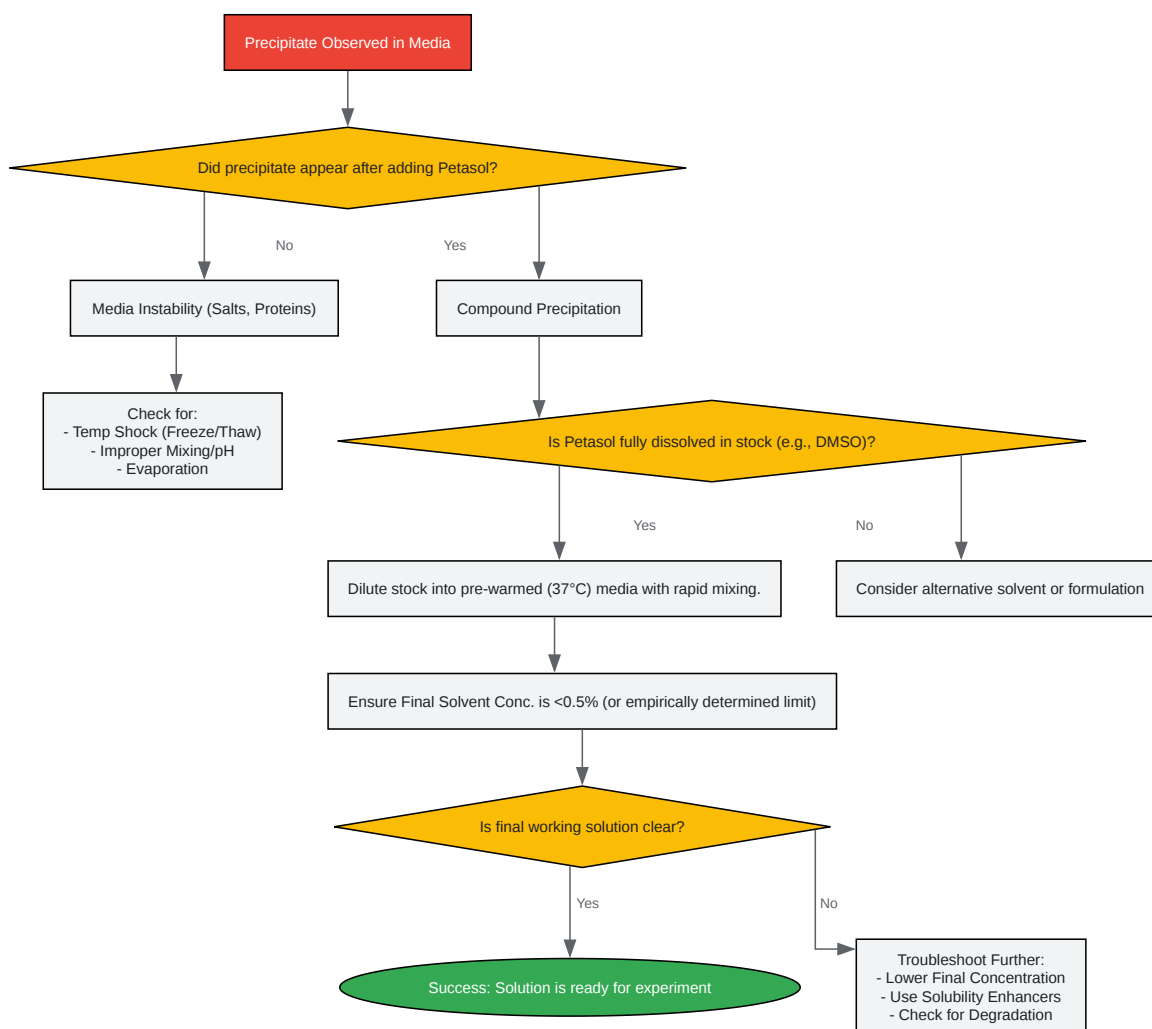 Precipitate Observed in Media
Did precipitate appear after adding Petasol?
No
Yes
Media Instability (Salts, Proteins)
Compound Precipitation
Check for:
- Temp Shock (Freeze/Thaw)
- Improper Mixing/pH
- Evaporation
Is Petasol fully dissolved in stock (e.g., DMSO)?
Yes
No
Dilute stock into pre-warmed (37°C) media with rapid mixing.
Consider alternative solvent or formulation
Ensure Final Solvent Conc. is <0.5% (or empirically determined limit)
Is final working solution clear?
Yes
No
Success: Solution is ready for experiment
Troubleshoot Further:
- Lower Final Concentration
- Use Solubility Enhancers
- Check for Degradation